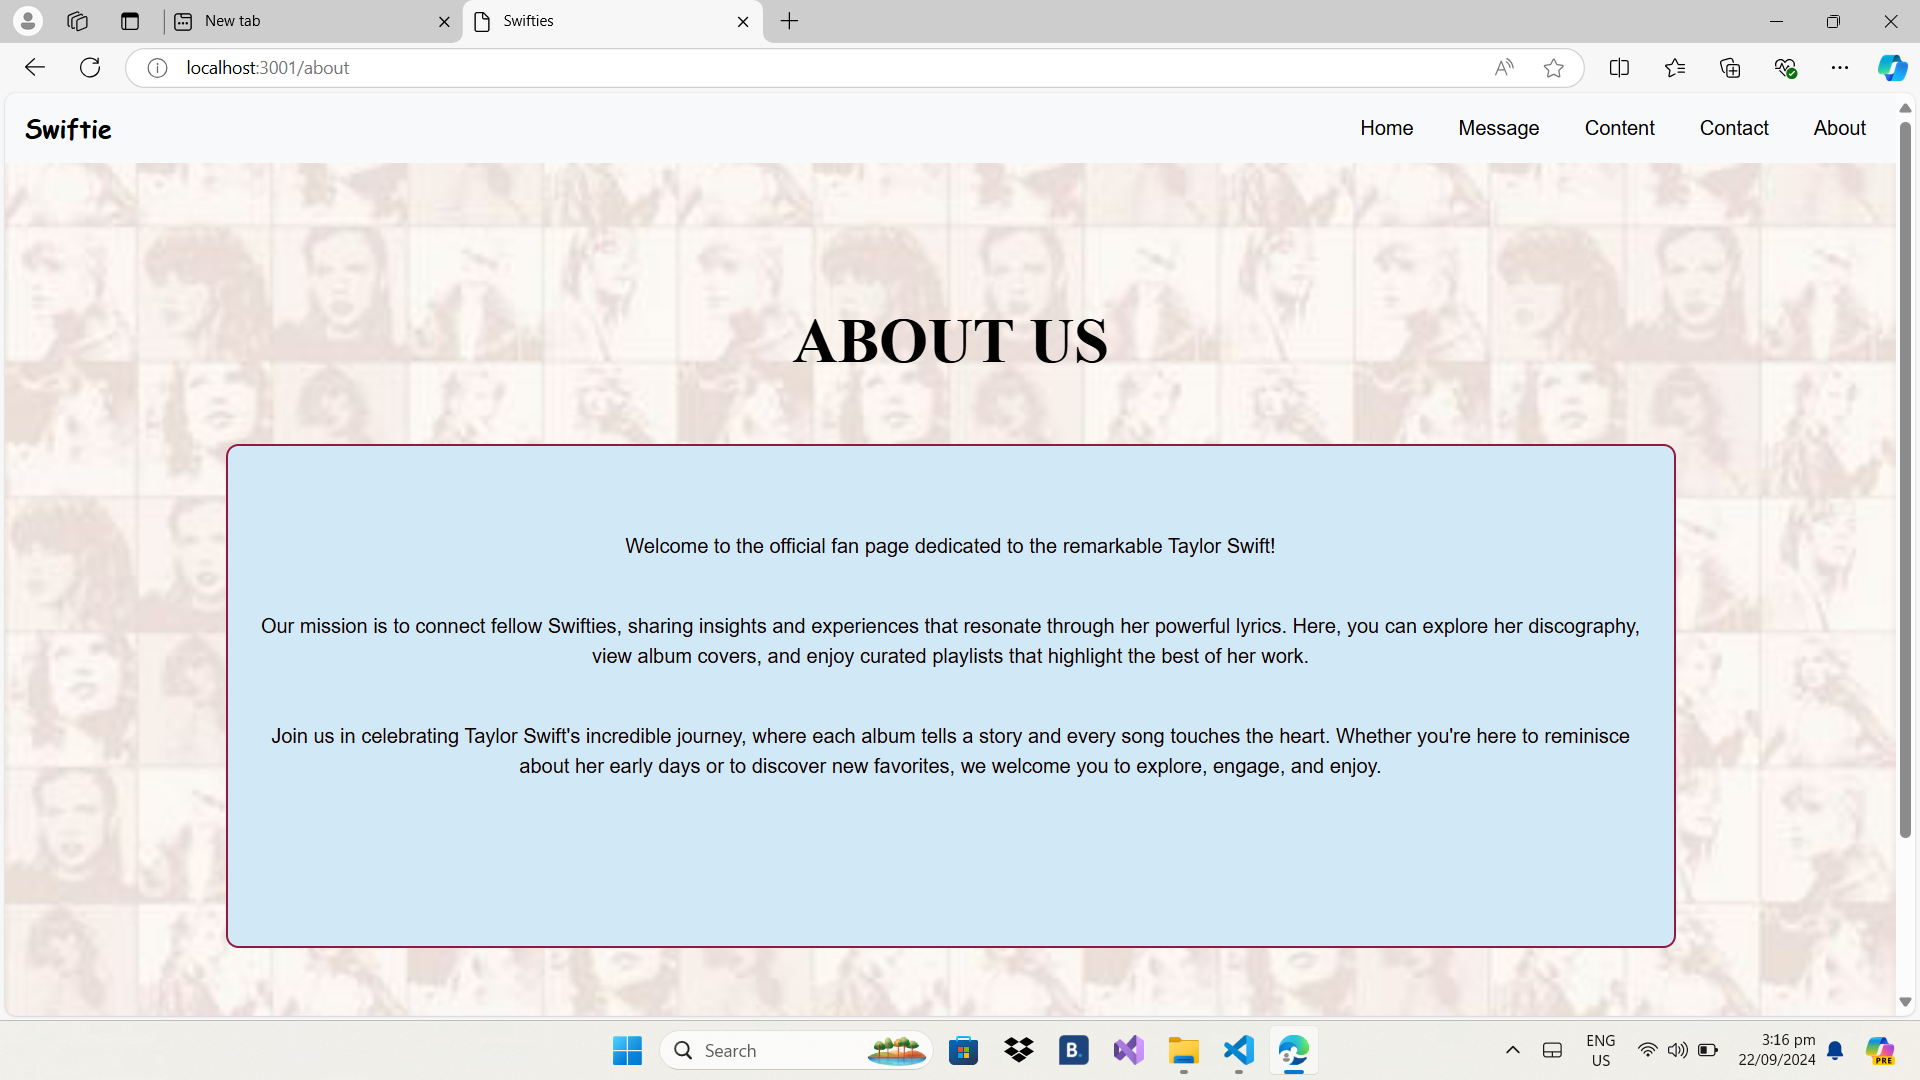 New tab
Swifties
localhost:3001/about
Swiftie
Home Message Content Contact About
ABOUT US
Welcome to the official fan page dedicated to the remarkable Taylor Swift!
Our mission is to connect fellow Swifties, sharing insights and experiences that resonate through her powerful lyrics. Here, you can explore her discography,
view album covers, and enjoy curated playlists that highlight the best of her work.
Join us in celebrating Taylor Swift's incredible journey, where each album tells a story and every song touches the heart. Whether you're here to reminisce
about her early days or to discover new favorites, we welcome you to explore, engage, and enjoy.
Search
B.
ENG
US
3:16 pm
22/09/2024
PRE